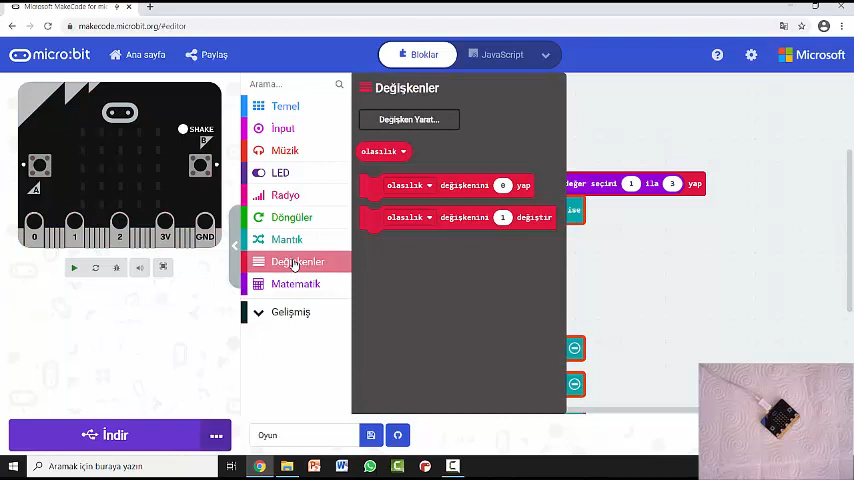 Microsoft MakeCode for mic
makecode.microbit.org/#editor
micro:bit
Ana sayfa
Paylaş
Bloklar
JavaScript
Microsoft
SHAKE
B
A
0 1 2 3V GND
Arama...
Temel
Input
Müzik
LED
Radyo
Döngüler
Mantık
Değişkenler
Matematik
Gelişmiş
Değişkenler
Değişken Yarat...
olasılık
olasılık değişkenini 0 yap
olasılık değişkenini 1 değiştir
değer seçimi 1 ila 3 yap
ise
İndir
Oyun
Aramak için buraya yazın